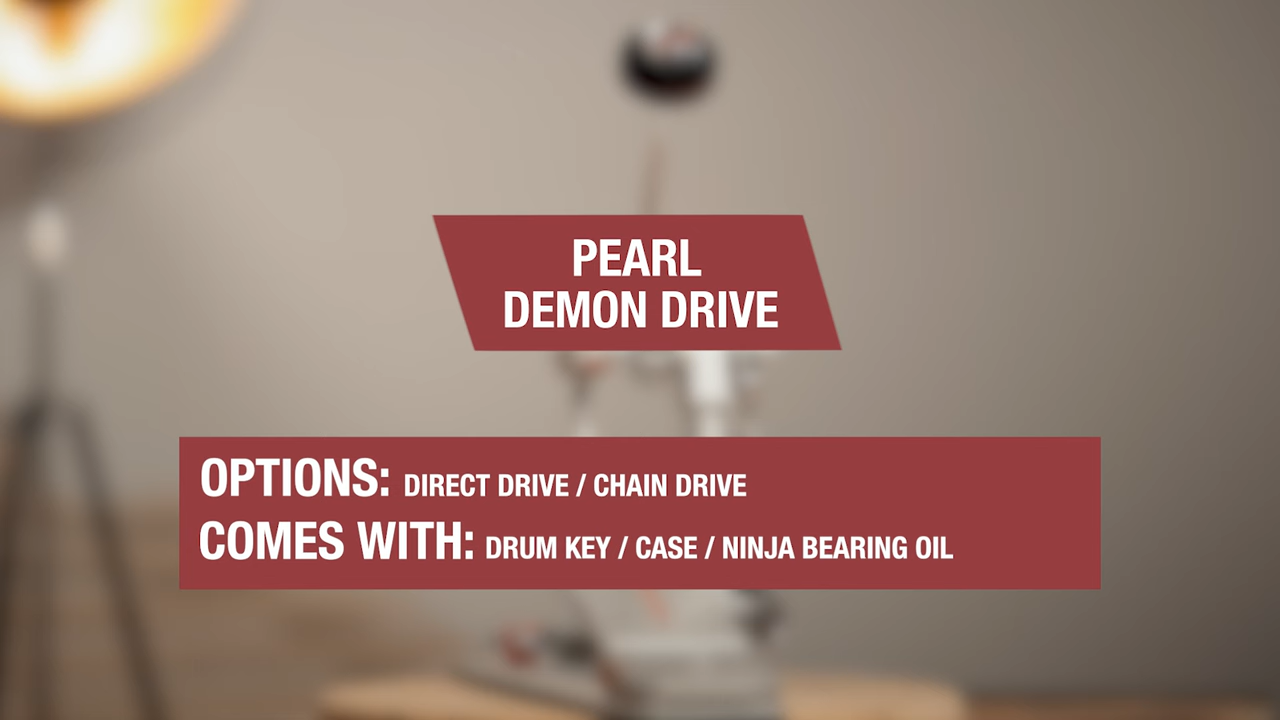 PEARL
DEMON DRIVE
OPTIONS: DIRECT DRIVE / CHAIN DRIVE
COMES WITH: DRUM KEY / CASE / NINJA BEARING OIL